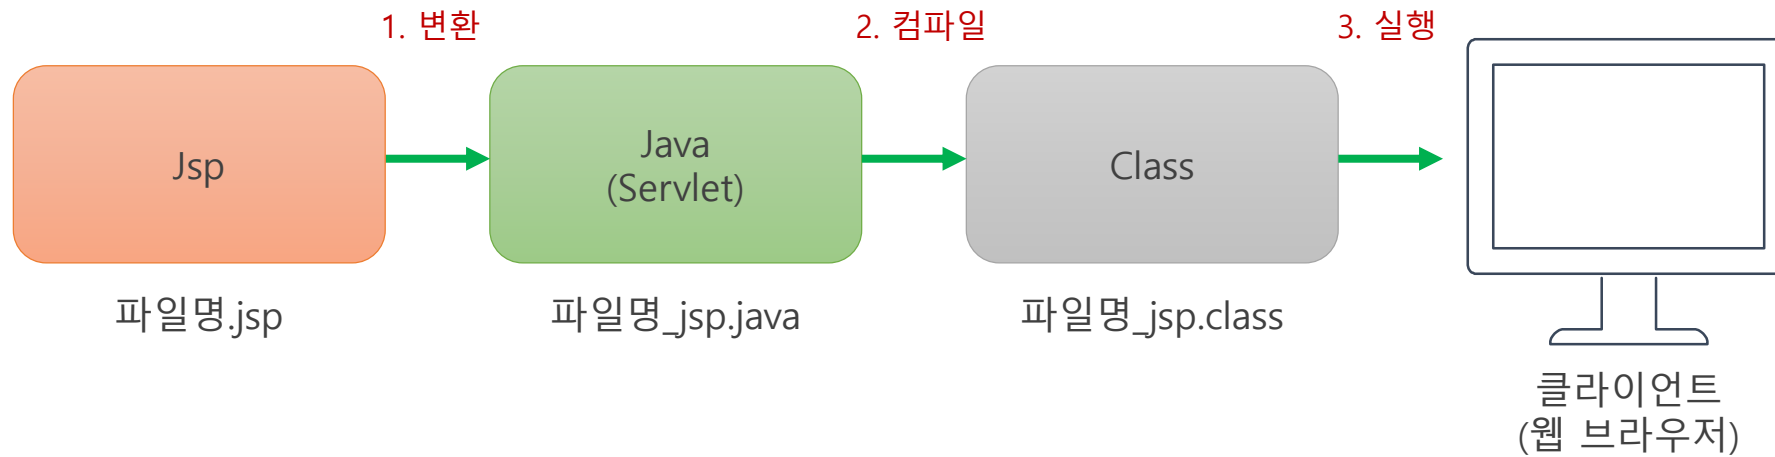 1. 변환
2. 컴파일
3. 실행
Jsp
Java
(Servlet)
Class
파일명.jsp
파일명_jsp.java
파일명_jsp.class
클라이언트
(웹 브라우저)